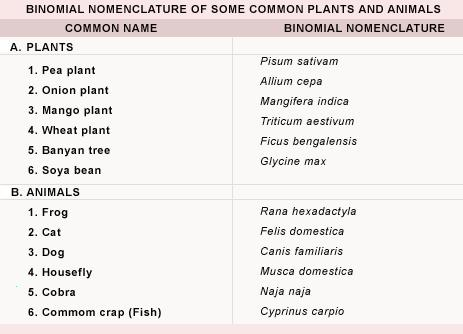 BINOMIAL NOMENCLATURE OF SOME COMMON PLANTS AND ANIMALS
COMMON NAME BINOMIAL NOMENCLATURE
A. PLANTS
1. Pea plant Pisum sativam
2. Onion plant Allium cepa
3. Mango plant Mangifera indica
4. Wheat plant Triticum aestivum
5. Banyan tree Ficus bengalensis
6. Soya bean Glycine max
B. ANIMALS
1. Frog Rana hexadactyla
2. Cat Felis domestica
3. Dog Canis familiaris
4. Housefly Musca domestica
5. Cobra Naja naja
6. Commom crap (Fish) Cyprinus carpio